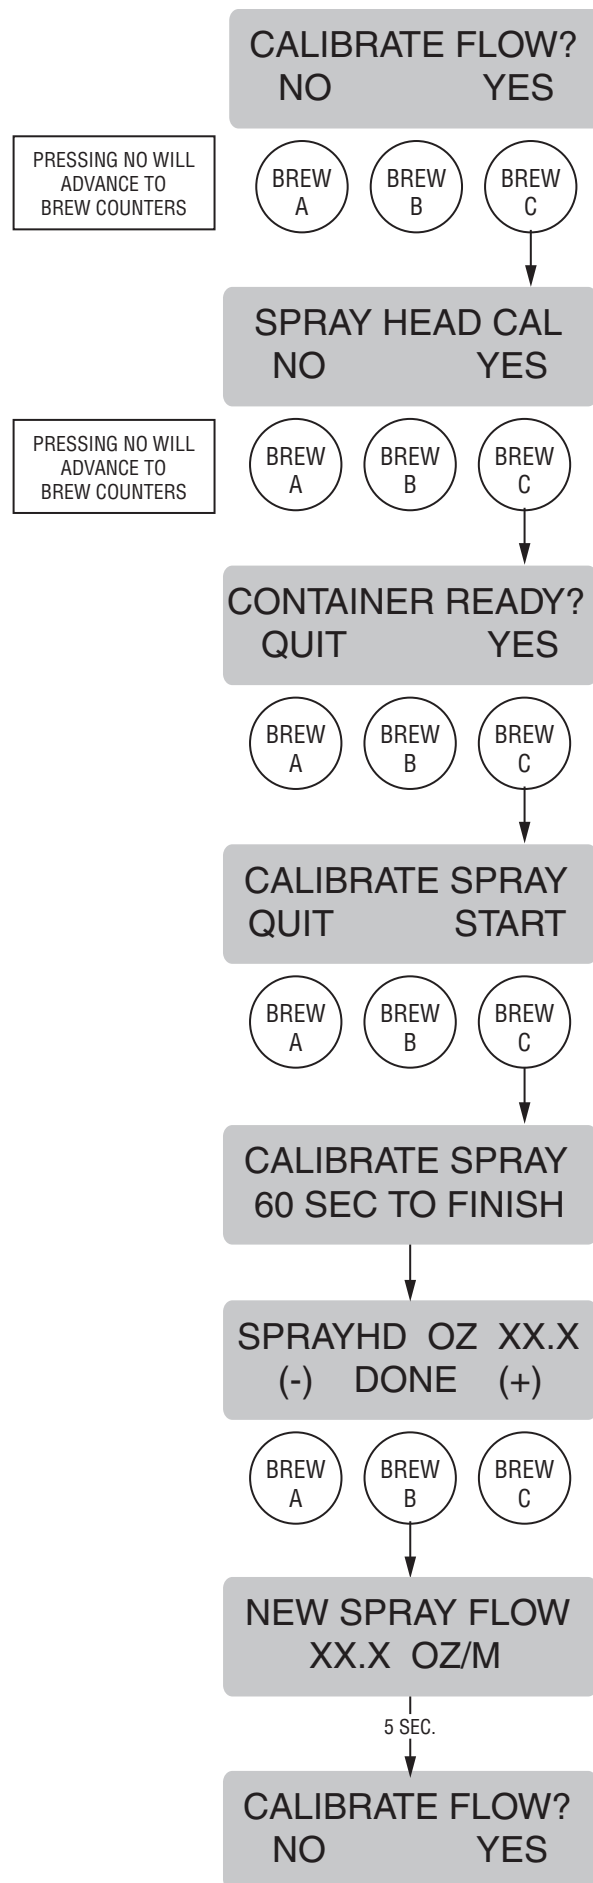 CALIBRATE FLOW?
NO YES
PRESSING NO WILL
ADVANCE TO
BREW COUNTERS
BREW BREW BREW
A B C
SPRAY HEAD CAL
NO YES
PRESSING NO WILL
ADVANCE TO
BREW COUNTERS
BREW BREW BREW
A B C
CONTAINER READY?
QUIT YES
BREW BREW BREW
A B C
CALIBRATE SPRAY
QUIT START
BREW BREW BREW
A B C
CALIBRATE SPRAY
60 SEC TO FINISH
SPRAYHD OZ XX.X
(-) DONE (+)
BREW BREW BREW
A B C
NEW SPRAY FLOW
XX.X OZ/M
5 SEC.
CALIBRATE FLOW?
NO YES